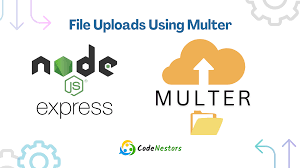 File Uploads Using Multer
node
JS
express
MULTER
CodeNestors